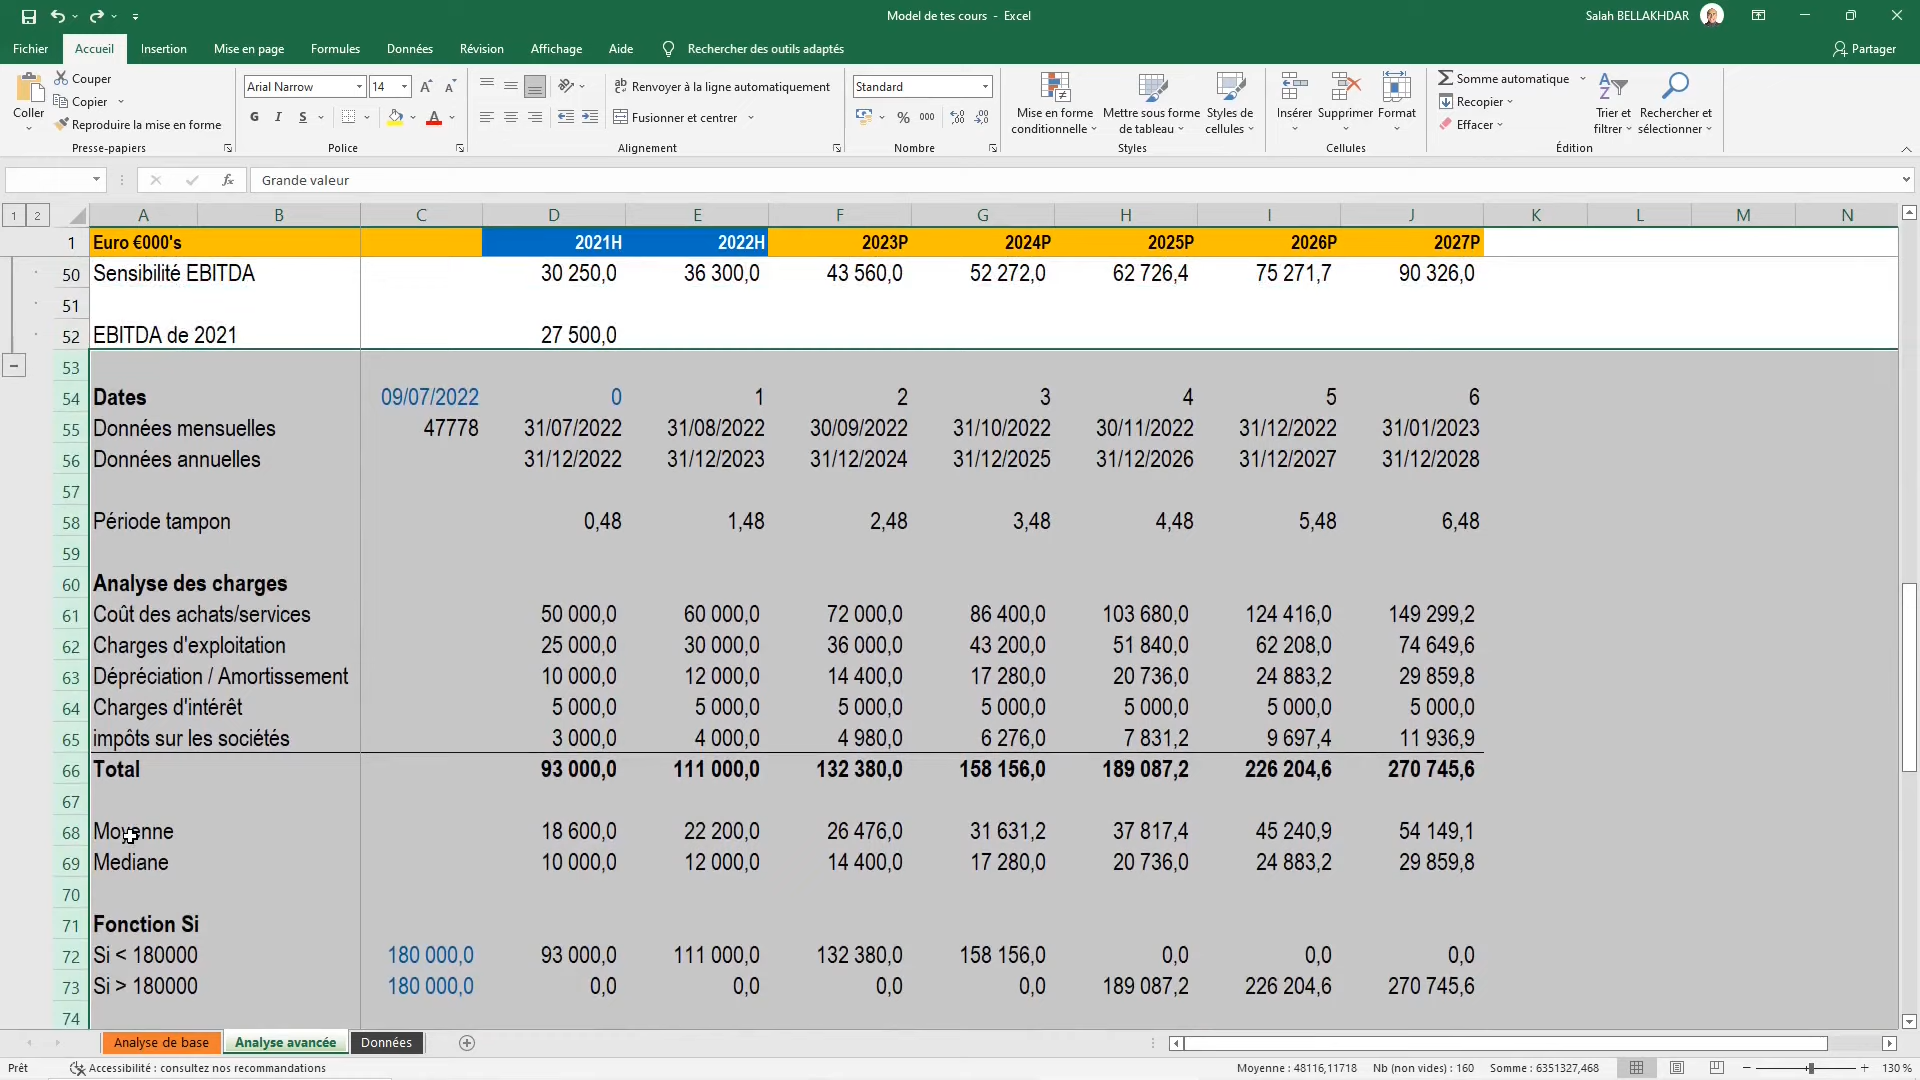 Model de tes cours - Excel
Salah BELLAKHDAR
Fichier Accueil Insertion Mise en page Formules Données Révision Affichage Aide Rechercher des outils adaptés Partager
Coller
Couper
Copier
Reproduire la mise en forme
Presse-papiers
Arial Narrow 14
G I S
Police
Renvoyer à la ligne automatiquement
Fusionner et centrer
Alignement
Standard
% 000
Nombre
Mise en forme conditionnelle
Mettre sous forme de tableau
Styles de cellules
Styles
Insérer Supprimer Format
Cellules
Somme automatique
Recopier
Effacer
Trier et filtrer
Rechercher et sélectionner
Édition
fx Grande valeur
1 2 A B C D E F G H I J K L M N
1 Euro €000's 2021H 2022H 2023P 2024P 2025P 2026P 2027P
50 Sensibilité EBITDA 30 250,0 36 300,0 43 560,0 52 272,0 62 726,4 75 271,7 90 326,0
51
52 EBITDA de 2021 27 500,0
53
54 Dates 09/07/2022 0 1 2 3 4 5 6
55 Données mensuelles 47778 31/07/2022 31/08/2022 30/09/2022 31/10/2022 30/11/2022 31/12/2022 31/01/2023
56 Données annuelles 31/12/2022 31/12/2023 31/12/2024 31/12/2025 31/12/2026 31/12/2027 31/12/2028
57
58 Période tampon 0,48 1,48 2,48 3,48 4,48 5,48 6,48
59
60 Analyse des charges
61 Coût des achats/services 50 000,0 60 000,0 72 000,0 86 400,0 103 680,0 124 416,0 149 299,2
62 Charges d'exploitation 25 000,0 30 000,0 36 000,0 43 200,0 51 840,0 62 208,0 74 649,6
63 Dépréciation / Amortissement 10 000,0 12 000,0 14 400,0 17 280,0 20 736,0 24 883,2 29 859,8
64 Charges d'intérêt 5 000,0 5 000,0 5 000,0 5 000,0 5 000,0 5 000,0 5 000,0
65 impôts sur les sociétés 3 000,0 4 000,0 4 980,0 6 276,0 7 831,2 9 697,4 11 936,9
66 Total 93 000,0 111 000,0 132 380,0 158 156,0 189 087,2 226 204,6 270 745,6
67
68 Moyenne 18 600,0 22 200,0 26 476,0 31 631,2 37 817,4 45 240,9 54 149,1
69 Mediane 10 000,0 12 000,0 14 400,0 17 280,0 20 736,0 24 883,2 29 859,8
70
71 Fonction Si
72 Si < 180000 180 000,0 93 000,0 111 000,0 132 380,0 158 156,0 0,0 0,0 0,0
73 Si > 180000 180 000,0 0,0 0,0 0,0 0,0 189 087,2 226 204,6 270 745,6
74
Analyse de base Analyse avancée Données
Prêt Accessibilité : consultez nos recommandations Moyenne : 48116,11718 Nb (non vides) : 160 Somme : 6351327,468 130 %